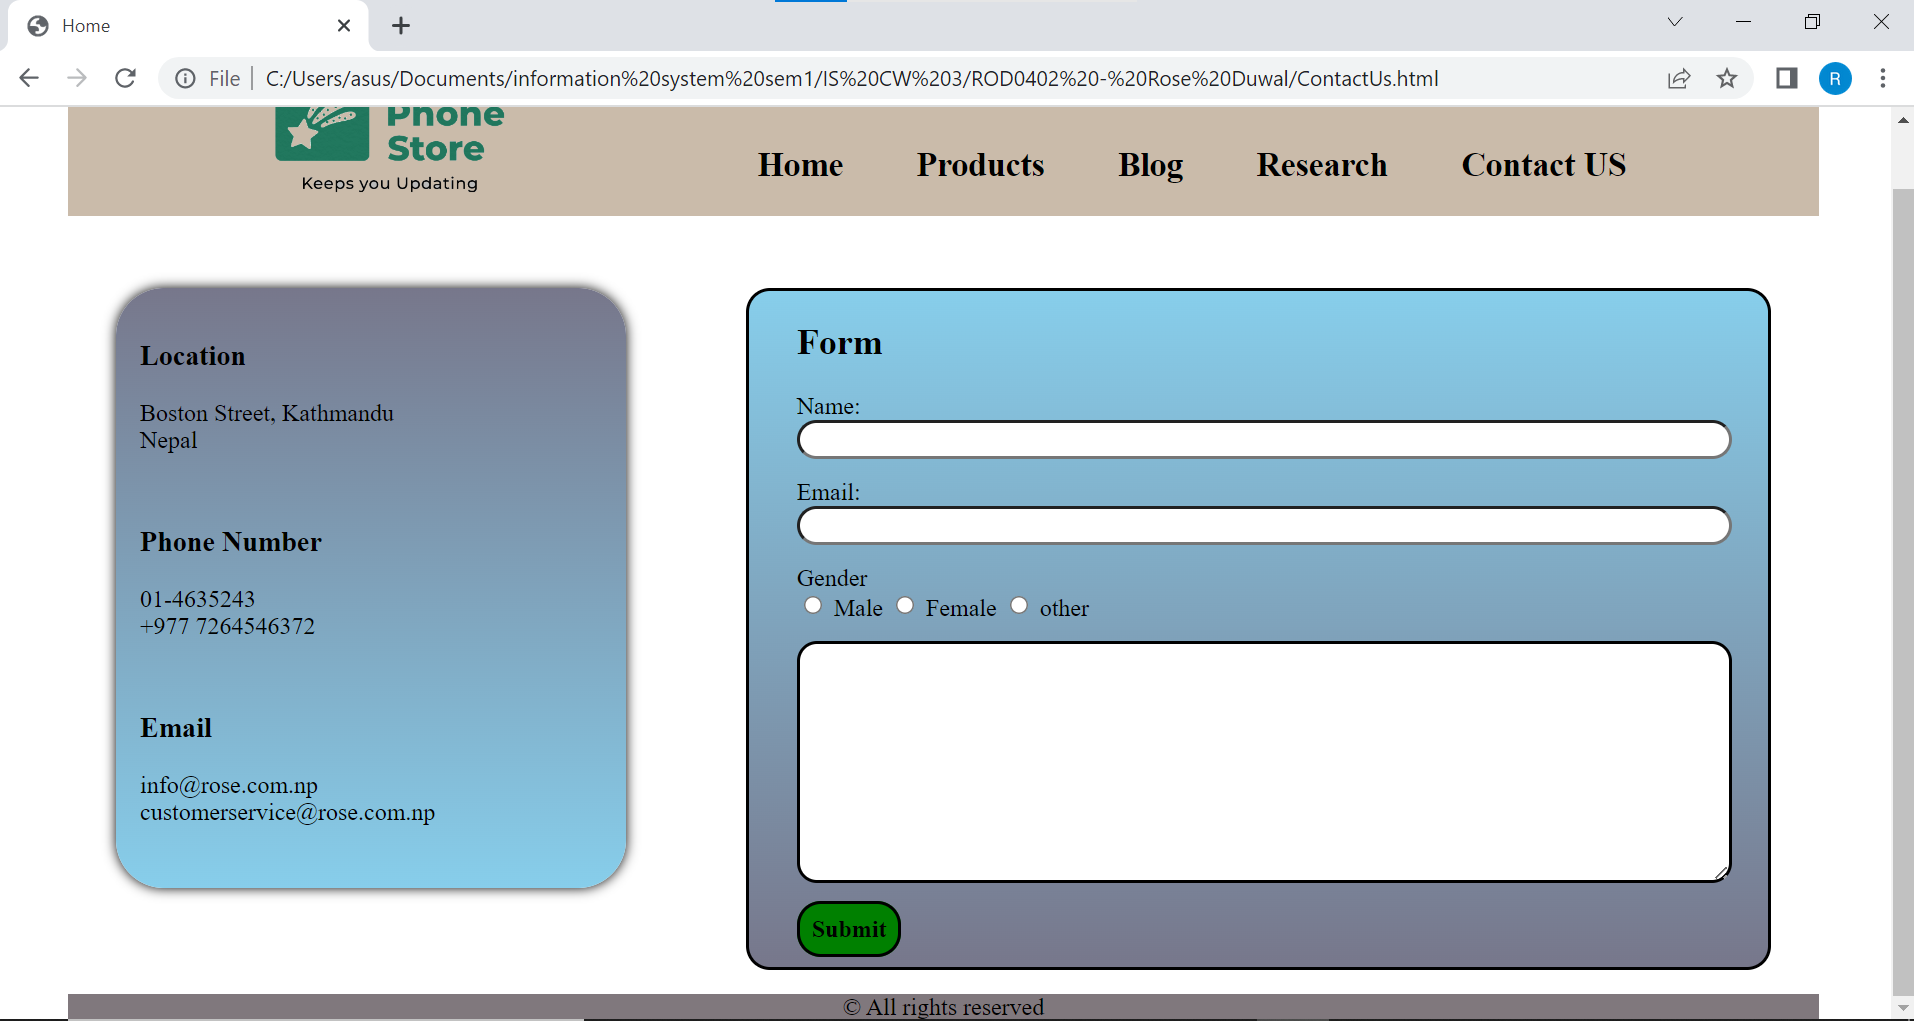 Home
File
C:/Users/asus/Documents/information%20system%20sem1/IS%20CW%203/ROD0402%20-%20Rose%20Duwal/ContactUs.html
R
Phone
Store
Keeps you Updating
Home Products Blog Research Contact US
Location
Boston Street, Kathmandu
Nepal
Phone Number
01-4635243
+977 7264546372
Email
info@rose.com.np
customerservice@rose.com.np
Form
Name:
Email:
Gender
Male Female other
Submit
© All rights reserved